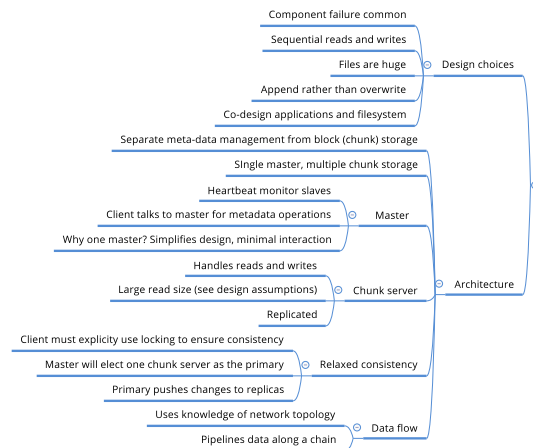 Component failure common
Sequential reads and writes
Files are huge
Design choices
Append rather than overwrite
Co-design applications and filesystem
Separate meta-data management from block (chunk) storage
SIngle master, multiple chunk storage
Heartbeat monitor slaves
Client talks to master for metadata operations
Master
Why one master? Simplifies design, minimal interaction
Handles reads and writes
Large read size (see design assumptions)
Chunk server
Architecture
Replicated
Client must explicity use locking to ensure consistency
Master will elect one chunk server as the primary
Relaxed consistency
Primary pushes changes to replicas
Uses knowledge of network topology
Data flow
Pipelines data along a chain